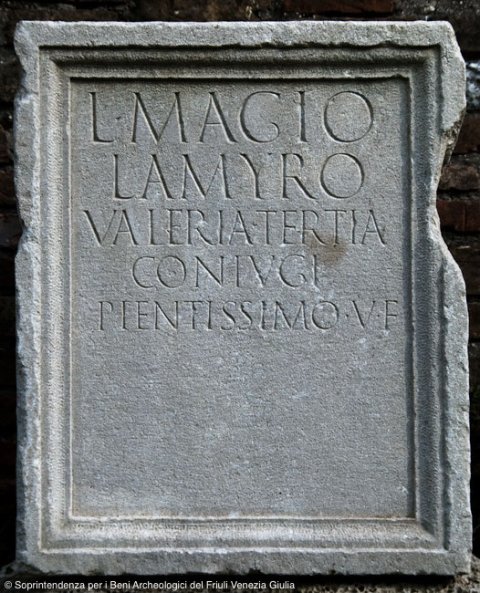 L MAGIO
LAMYRO
VALERIA·TERTIA
CONIVGI
PIENTISSIMO·V·F
© Soprintendenza per i Beni Archeologici del Friuli Venezia Giulia